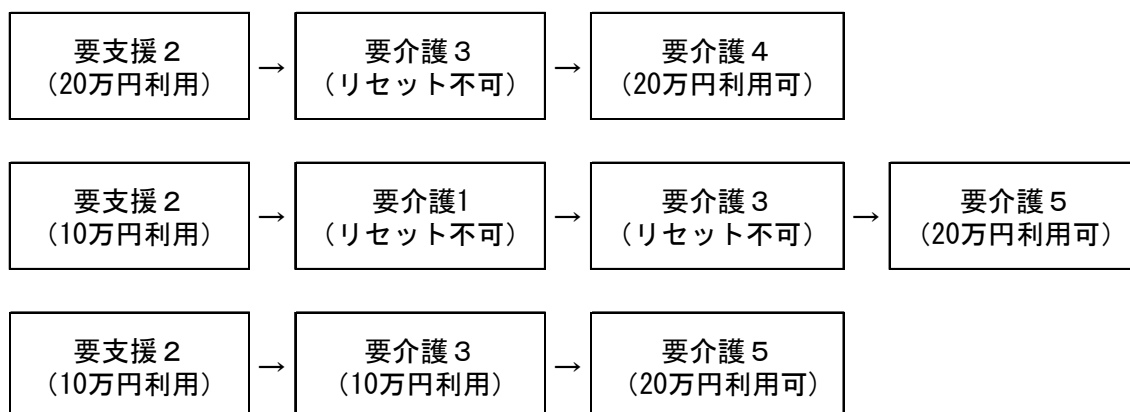 要支援２ → 要介護３ → 要介護４
（20万円利用） （リセット不可） （20万円利用可）
要支援２ → 要介護1 → 要介護３ → 要介護５
（10万円利用） （リセット不可） （リセット不可） （20万円利用可）
要支援２ → 要介護３ → 要介護５
（10万円利用） （10万円利用） （20万円利用可）